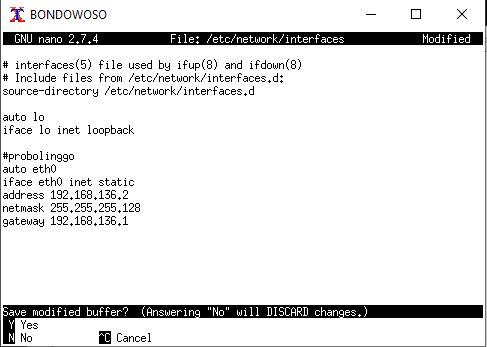 BONDOWOSO
GNU nano 2.7.4 File: /etc/network/interfaces Modified
# interfaces(5) file used by ifup(8) and ifdown(8)
# Include files from /etc/network/interfaces.d:
source-directory /etc/network/interfaces.d
auto lo
iface lo inet loopback
#probolinggo
auto eth0
iface eth0 inet static
address 192.168.136.2
netmask 255.255.255.128
gateway 192.168.136.1
Save modified buffer? (Answering "No" will DISCARD changes.)
Y Yes
N No ^C Cancel